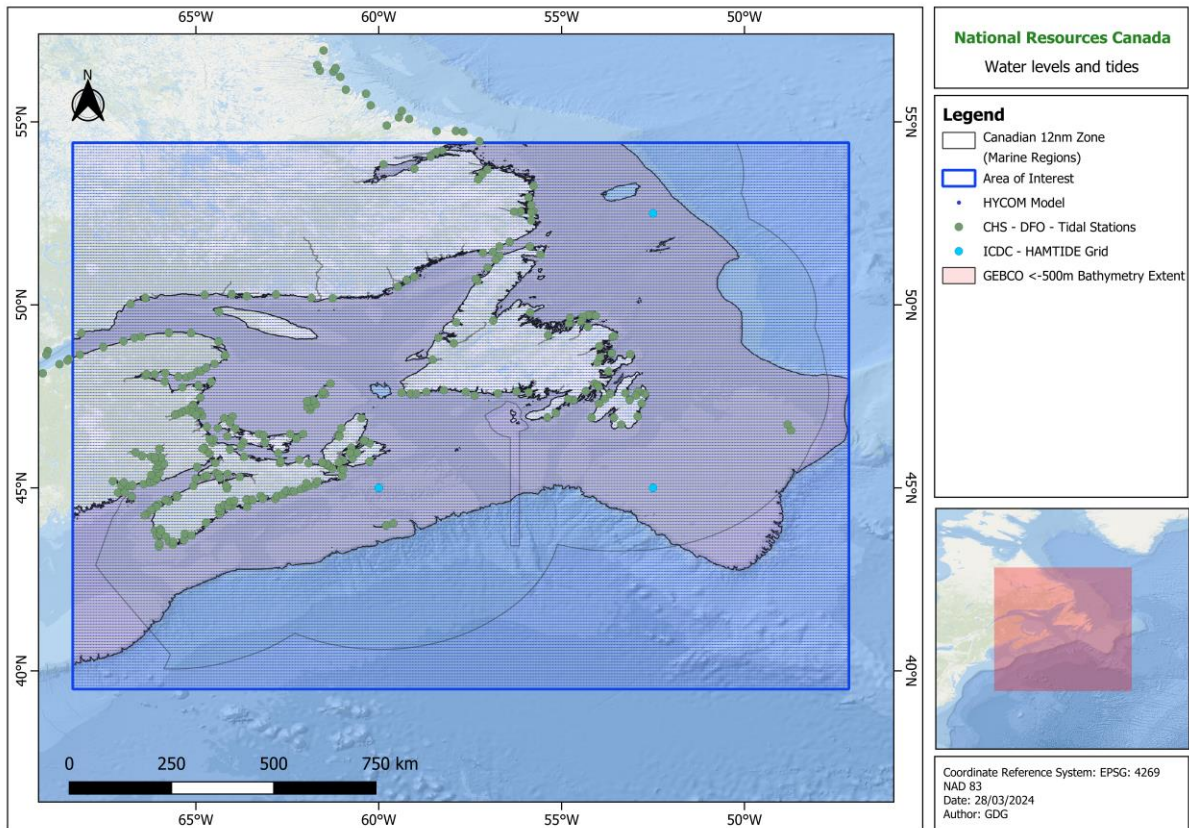 60°W
55°W
50°W
N
55°N
55°N
50°N
50°N
45°N
45°N
40°N
40°N
0
250
500
750 km
65°W
60°W
55°W
50°W
National Resources Canada
Water levels and tides
Legend
Canadian 12nm Zone
(Marine Regions)
Area of Interest
HYCOM Model
CHS - DFO - Tidal Stations
ICDC - HAMTIDE Grid
GEBCO <-500m Bathymetry Extent
Coordinate Reference System: EPSG: 4269
NAD 83
Date: 28/03/2024
Author: GDG